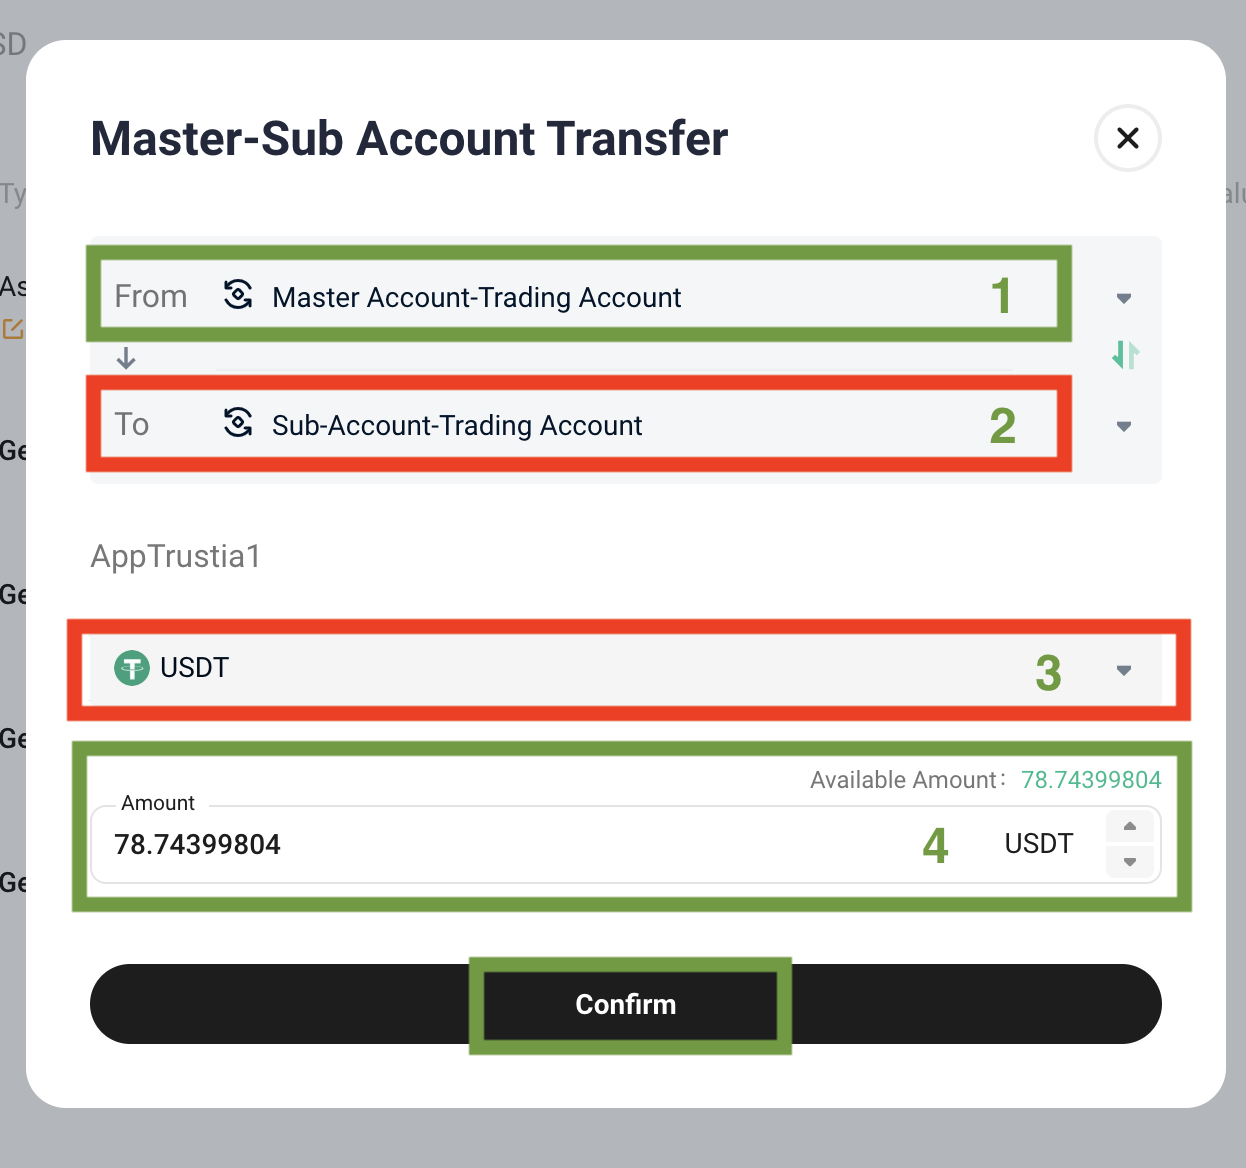 SD
Master-Sub Account Transfer
Ty
alu
From Master Account-Trading Account 1
As
To Sub-Account-Trading Account 2
Ge
AppTrustia1
Ge
USDT 3
Ge
Available Amount: 78.74399804
Amount
78.74399804 4 USDT
Ge
Confirm